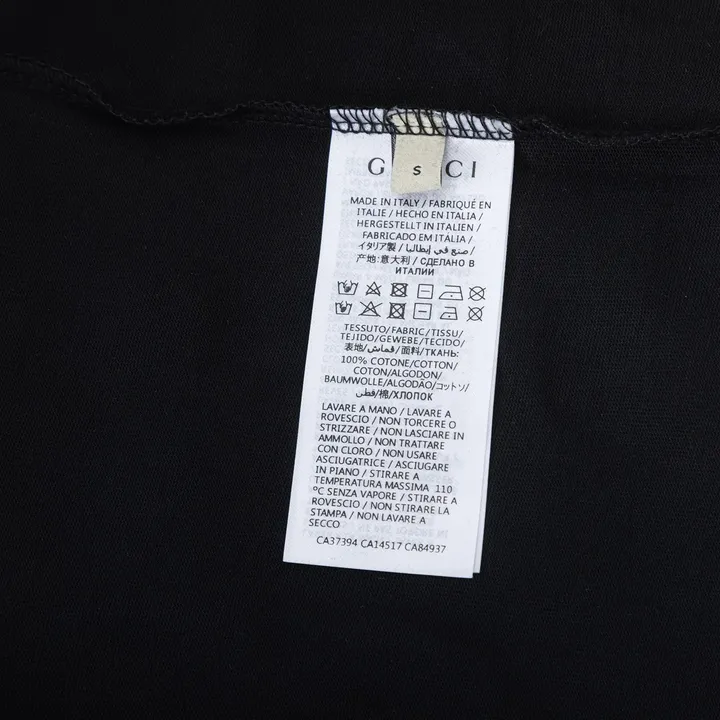 G CI
S
MADE IN ITALY / FABRIQUÉ EN
ITALIE / HECHO EN ITALIA /
HERGESTELLT IN ITALIEN /
FABRICADO EM ITÁLIA /
イタリア製 / صنع في إيطاليا /
产地:意大利 / СДЕЛАНО В
ИТАЛИИ
TESSUTO/FABRIC/TISSU/
TEJIDO/GEWEBE/TECIDO/
表地/قماش/面料/ТКАНЬ:
100% COTONE/COTTON/
COTON/ALGODON/
BAUMWOLLE/ALGODÃO/コットン/
قطن/棉/ХЛОПОК
LAVARE A MANO / LAVARE A
ROVESCIO / NON TORCERE O
STRIZZARE / NON LASCIARE IN
AMMOLLO / NON TRATTARE
CON CLORO / NON USARE
ASCIUGATRICE / ASCIUGARE
IN PIANO / STIRARE A
TEMPERATURA MASSIMA 110
°C SENZA VAPORE / STIRARE A
ROVESCIO / NON STIRARE LA
STAMPA / NON LAVARE A
SECCO
CA37394 CA14517 CA84937